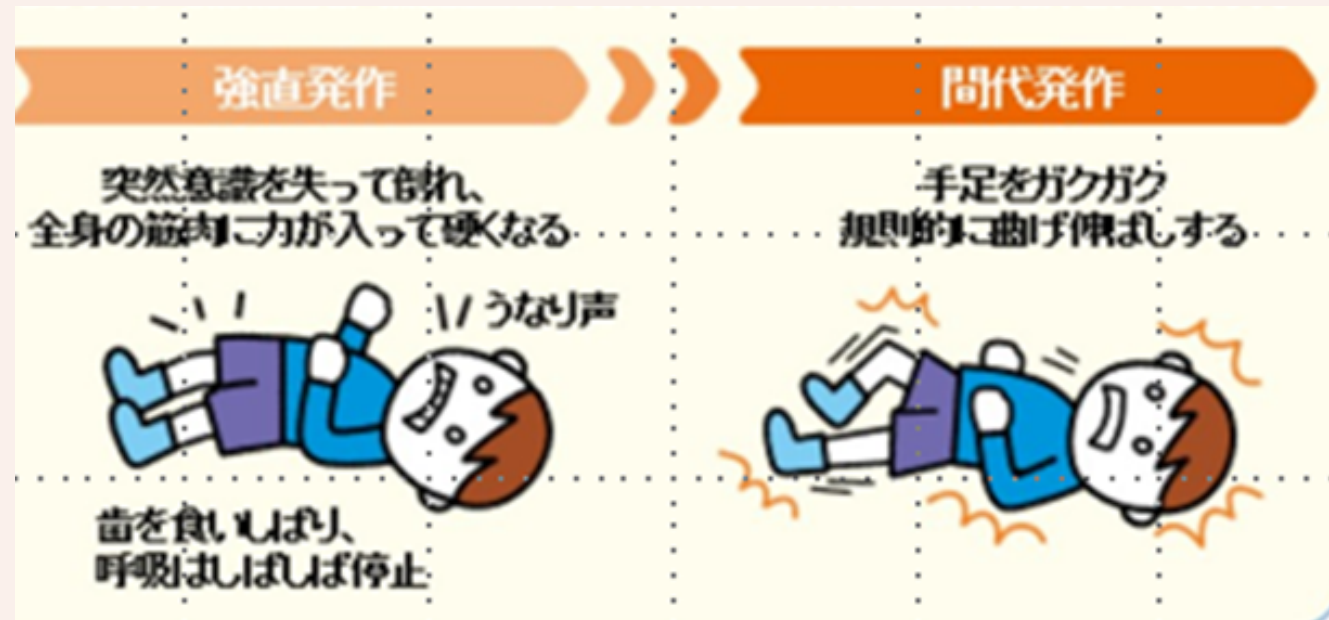 強直発作
突然意識を失って倒れ、
全身の筋肉に力が入って硬くなる
うなり声
歯を食いしばり、
呼吸はしばしば停止
間代発作
手足をガクガク
規則的に曲げ伸ばしする